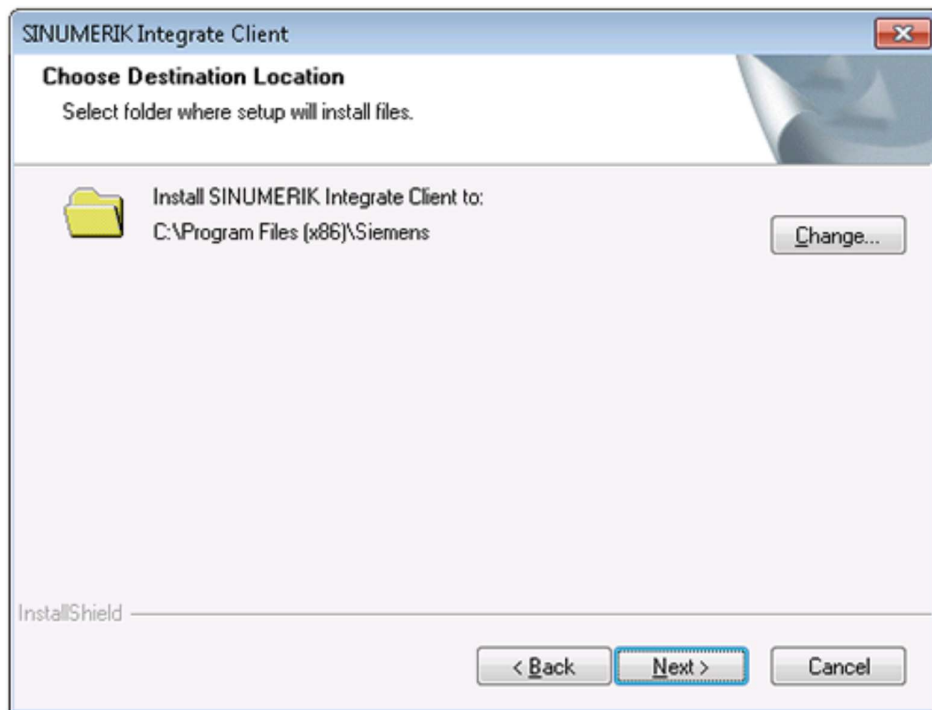 SINUMERIK Integrate Client
Choose Destination Location
Select folder where setup will install files.
Install SINUMERIK Integrate Client to:
C:\Program Files (x86)\Siemens
Change...
InstallShield
< Back
Next >
Cancel